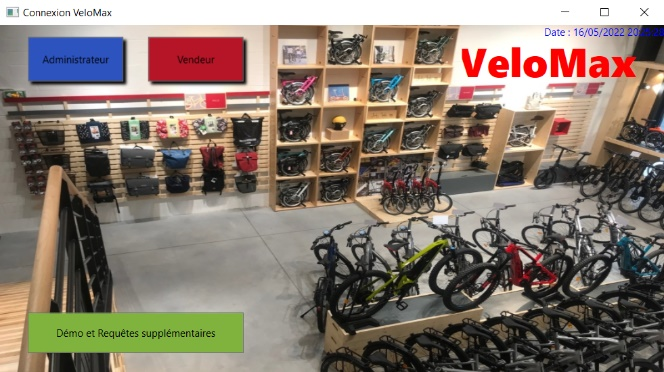 Connexion VeloMax
Date : 16/05/2022
Administrateur
Vendeur
VeloMax
Démo et Requêtes supplémentaires